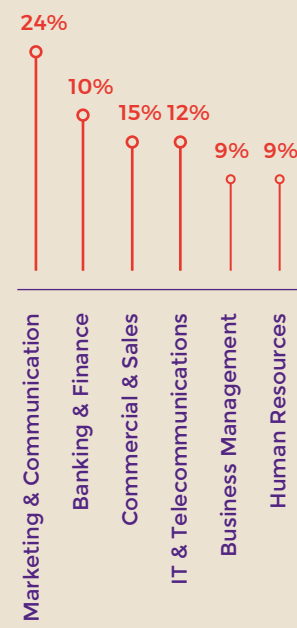 24%
10%
15%
12%
9%
9%
Marketing & Communication
Banking & Finance
Commercial & Sales
IT & Telecommunications
Business Management
Human Resources